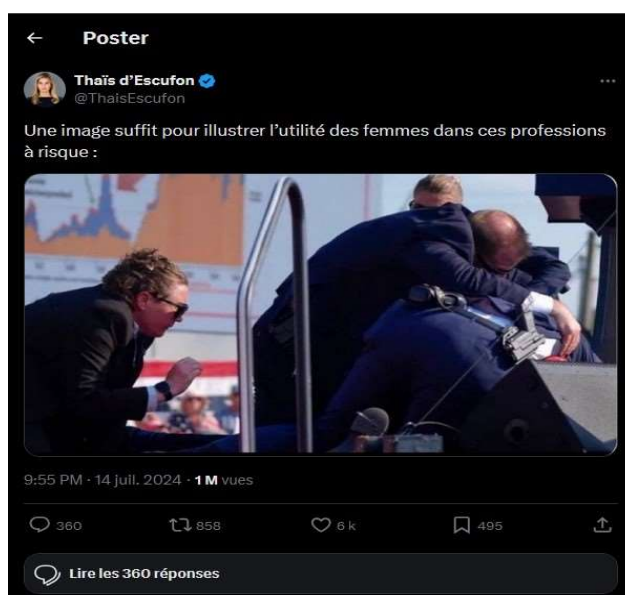 Poster
Thaïs d'Escufon
@ThaisEscufon
Une image suffit pour illustrer l'utilité des femmes dans ces professions
à risque :
9:55 PM · 14 juil. 2024 · 1 M vues
360 858 6 k 495
Lire les 360 réponses